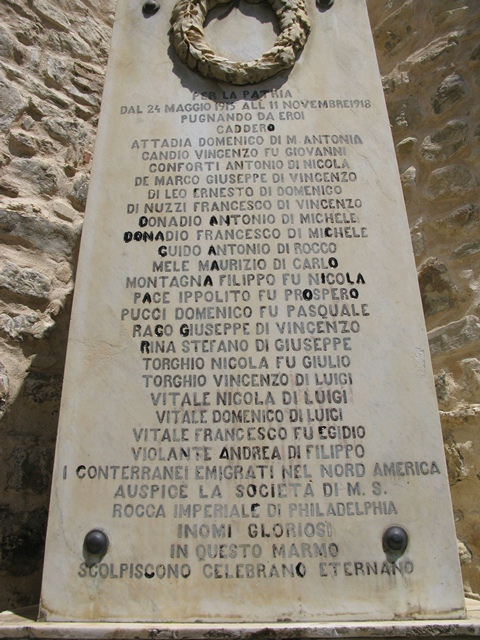 PER LA PATRIA
DAL 24 MAGGIO 1915 ALL 11 NOVEMBRE 1918
PUGNANDO DA EROI
CADDERO
ATTADIA DOMENICO DI M. ANTONIA
CANDIO VINCENZO FU GIOVANNI
CONFORTI ANTONIO DI NICOLA
DE MARCO GIUSEPPE DI VINCENZO
DI LEO ERNESTO DI DOMENICO
DI NUZZI FRANCESCO DI VINCENZO
DONADIO ANTONIO DI MICHELE
DONADIO FRANCESCO DI MICHELE
GUIDO ANTONIO DI ROCCO
MELE MAURIZIO DI CARLO
MONTAGNA FILIPPO FU NICOLA
PACE IPPOLITO FU PROSPERO
PUCCI DOMENICO FU PASQUALE
RAGO GIUSEPPE DI VINCENZO
RINA STEFANO DI GIUSEPPE
TORGHIO NICOLA FU GIULIO
TORGHIO VINCENZO DI LUIGI
VITALE NICOLA DI LUIGI
VITALE DOMENICO DI LUIGI
VITALE FRANCESCO FU EGIDIO
VIOLANTE ANDREA DI FILIPPO
I CONTERRANEI EMIGRATI NEL NORD AMERICA
AUSPICE LA SOCIETÀ DI M. S.
ROCCA IMPERIALE DI PHILADELPHIA
I NOMI GLORIOSI
IN QUESTO MARMO
SCOLPISCONO CELEBRANO ETERNANO